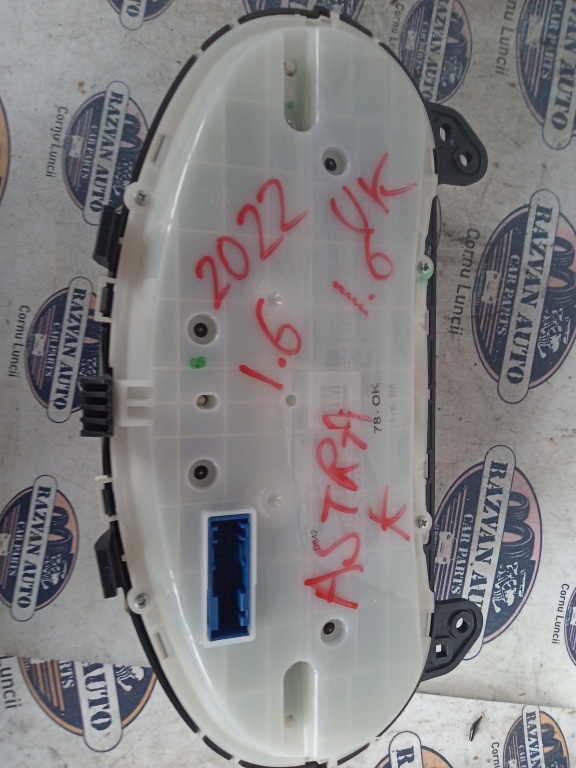 2022
1.6
1.6 UK
ASTRA
K
78-OK
RAZVAN AUTO
CAR PARTS
Cornu Luncii